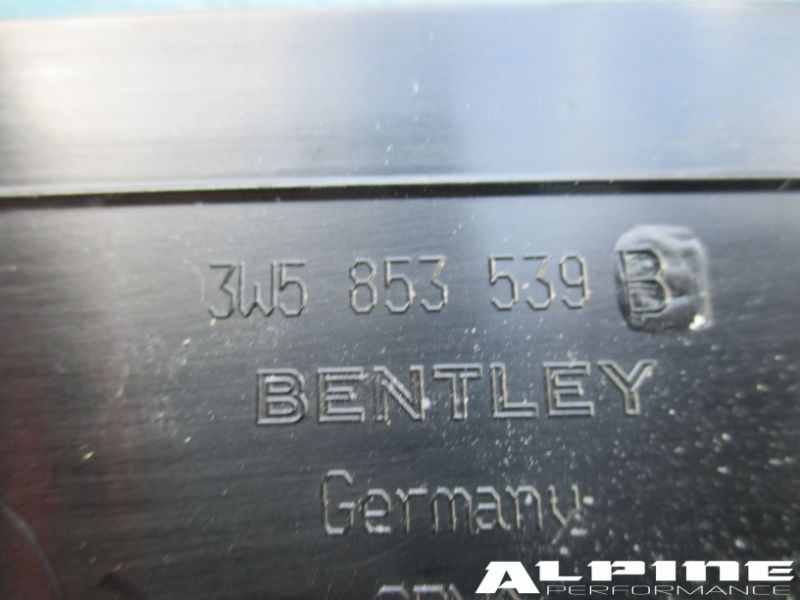 3W5 853 539 B
BENTLEY
Germany
ALPINE
PERFORMANCE